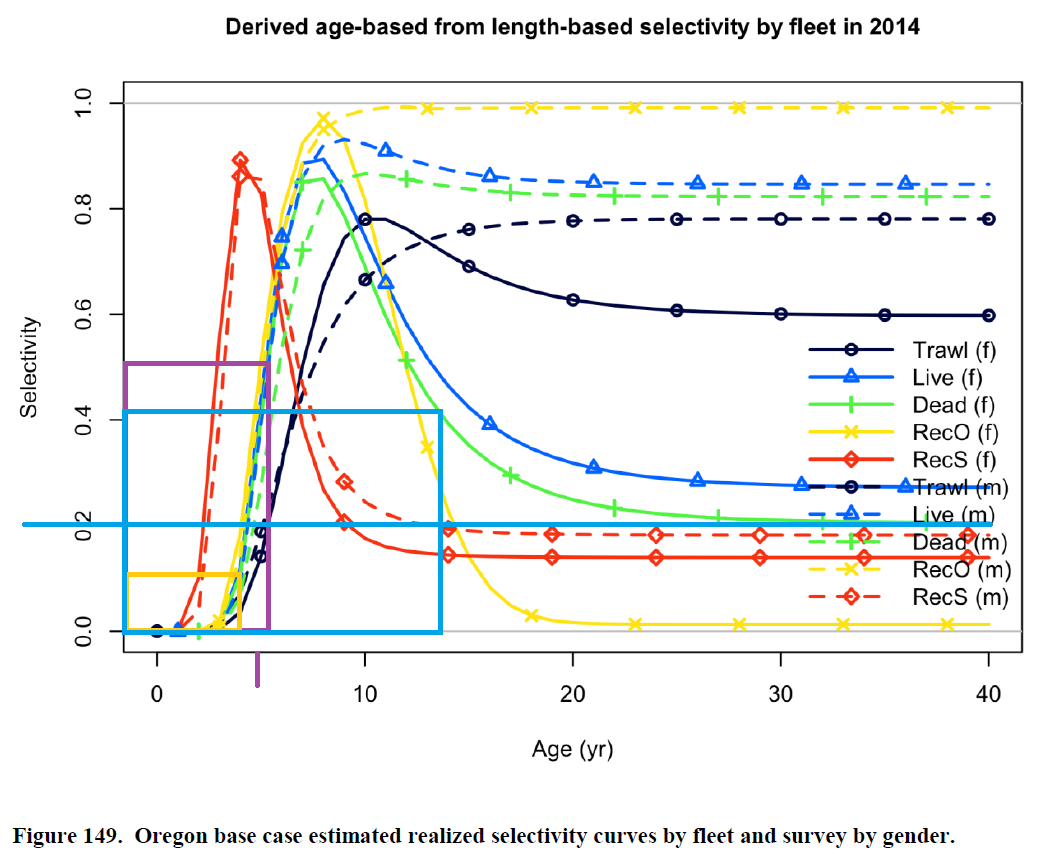 Derived age-based from length-based selectivity by fleet in 2014
Selectivity
1.0
0.8
0.6
0.4
0.2
0.0
0 10 20 30 40
Age (yr)
Trawl (f)
Live (f)
Dead (f)
RecO (f)
RecS (f)
Trawl (m)
Live (m)
Dead (m)
RecO (m)
RecS (m)
Figure 149. Oregon base case estimated realized selectivity curves by fleet and survey by gender.